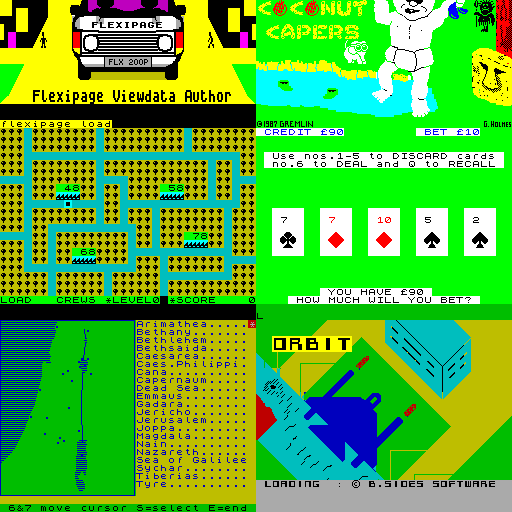 FLEXIPAGE
FLX 200P
Flexipage Viewdata Author
flexipage load
COCONUT
CAPERS
©1987 GREMLIN
G.HOLMES
CREDIT £90
BET £10
Use nos.1-5 to DISCARD cards
no.6 to DEAL and Q to RECALL
7
7
10
5
2
YOU HAVE £90
HOW MUCH WILL YOU BET?
48
58
78
68
LOAD CREWS *LEVEL0 *SCORE 0
Arimathea.....*
Bethany.......
Bethlehem.....
Bethsaida.....
Caesarea......
Caes.Philippi.
Cana..........
Capernaum.....
Dead Sea......
Emmaus........
Gadara........
Jericho.......
Jerusalem.....
Joppa.........
Magdala.......
Nain..........
Nazareth......
Sea of Galilee
Sychar........
Tiberias......
Tyre..........
6&7 move cursor S=select E=end
L
ORBIT
LOADING : © B.SIDES SOFTWARE